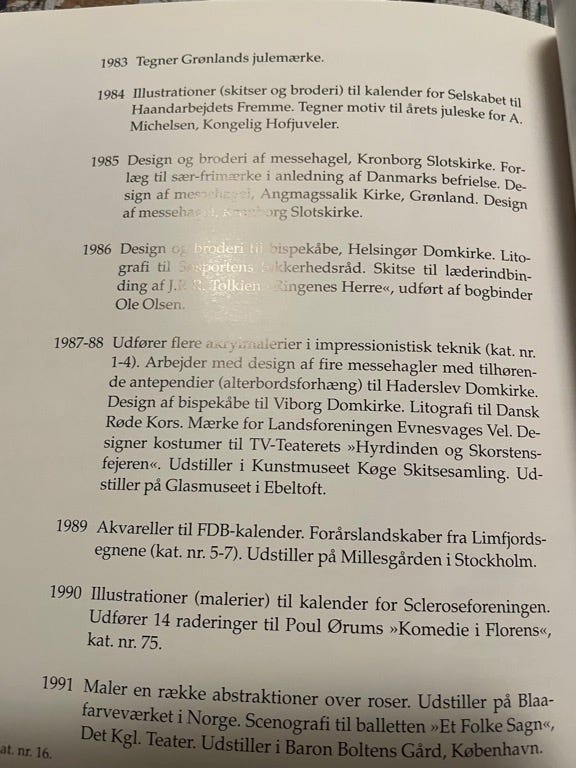 1983 Tegner Grønlands julemærke.
1984 Illustrationer (skitser og broderi) til kalender for Selskabet til
Haandarbejdets Fremme. Tegner motiv til årets juleske for A.
Michelsen, Kongelig Hofjuveler.
1985 Design og broderi af messehagel, Kronborg Slotskirke. For-
læg til sær-frimærke i anledning af Danmarks befrielse. De-
sign af messehagel, Angmagssalik Kirke, Grønland. Design
af messehagel, Kronborg Slotskirke.
1986 Design og broderi til bispekåbe, Helsingør Domkirke. Lito-
grafi til Søsportens Sikkerhedsråd. Skitse til læderindbin-
ding af J.R.R. Tolkien »Ringenes Herre«, udført af bogbinder
Ole Olsen.
1987-88 Udfører flere akrylmalerier i impressionistisk teknik (kat. nr.
1-4). Arbejder med design af fire messehagler med tilhøren-
de antependier (alterbordsforhæng) til Haderslev Domkirke.
Design af bispekåbe til Viborg Domkirke. Litografi til Dansk
Røde Kors. Mærke for Landsforeningen Evnesvages Vel. De-
signer kostumer til TV-Teaterets »Hyrdinden og Skorstens-
fejeren«. Udstiller i Kunstmuseet Køge Skitsesamling. Ud-
stiller på Glasmuseet i Ebeltoft.
1989 Akvareller til FDB-kalender. Forårslandskaber fra Limfjords-
egnene (kat. nr. 5-7). Udstiller på Millesgården i Stockholm.
1990 Illustrationer (malerier) til kalender for Scleroseforeningen.
Udfører 14 raderinger til Poul Ørums »Komedie i Florens«,
kat. nr. 75.
1991 Maler en række abstraktioner over roser. Udstiller på Blaa-
farveværket i Norge. Scenografi til balletten »Et Folke Sagn«,
Det Kgl. Teater. Udstiller i Baron Boltens Gård, København.
at. nr. 16.